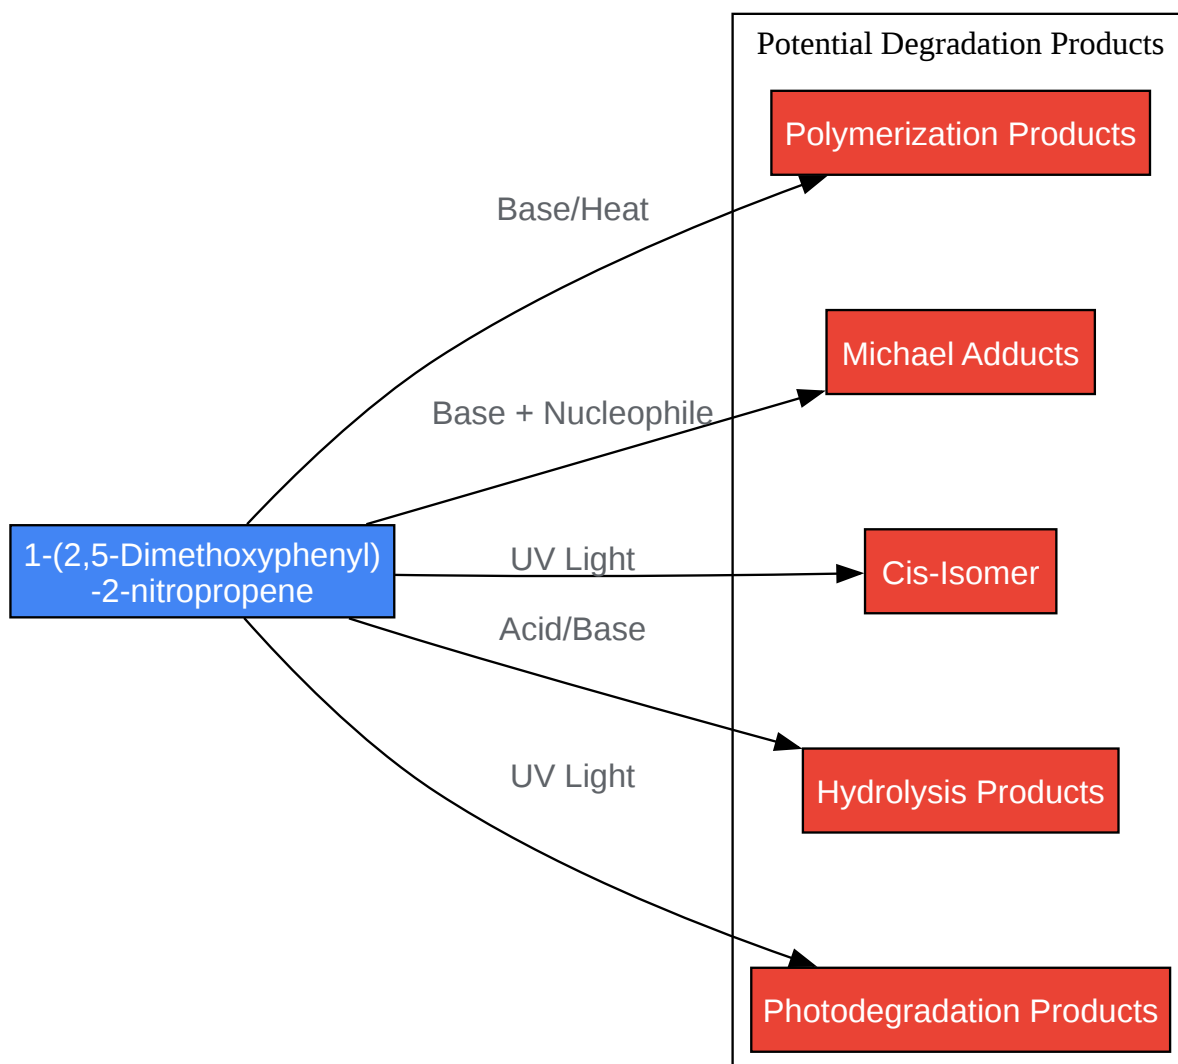 Potential Degradation Products
Polymerization Products
Base/Heat
Michael Adducts
Base + Nucleophile
1-(2,5-Dimethoxyphenyl)
-2-nitropropene
UV Light
Cis-Isomer
Acid/Base
Hydrolysis Products
UV Light
Photodegradation Products